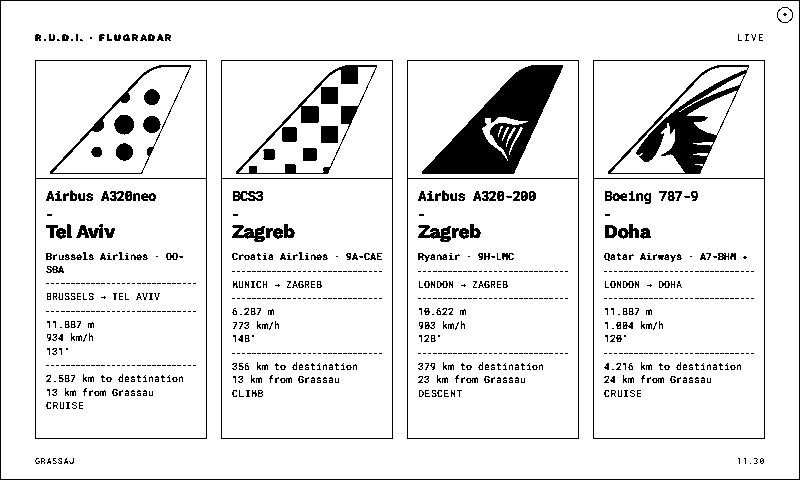 R.U.D.I. · FLUGRADAR
LIVE
Airbus A320neo
-
Tel Aviv
Brussels Airlines · OO-
SBA
BRUSSELS → TEL AVIV
11.887 m
934 km/h
131°
2.587 km to destination
13 km from Grassau
CRUISE
BCS3
-
Zagreb
Croatia Airlines · 9A-CAE
MUNICH → ZAGREB
6.287 m
773 km/h
148°
356 km to destination
13 km from Grassau
CLIMB
Airbus A320-200
-
Zagreb
Ryanair · 9H-LMC
LONDON → ZAGREB
10.622 m
903 km/h
128°
379 km to destination
23 km from Grassau
DESCENT
Boeing 787-9
-
Doha
Qatar Airways · A7-BHM ✦
LONDON → DOHA
11.887 m
1.004 km/h
120°
4.216 km to destination
24 km from Grassau
CRUISE
GRASSAU
11.30